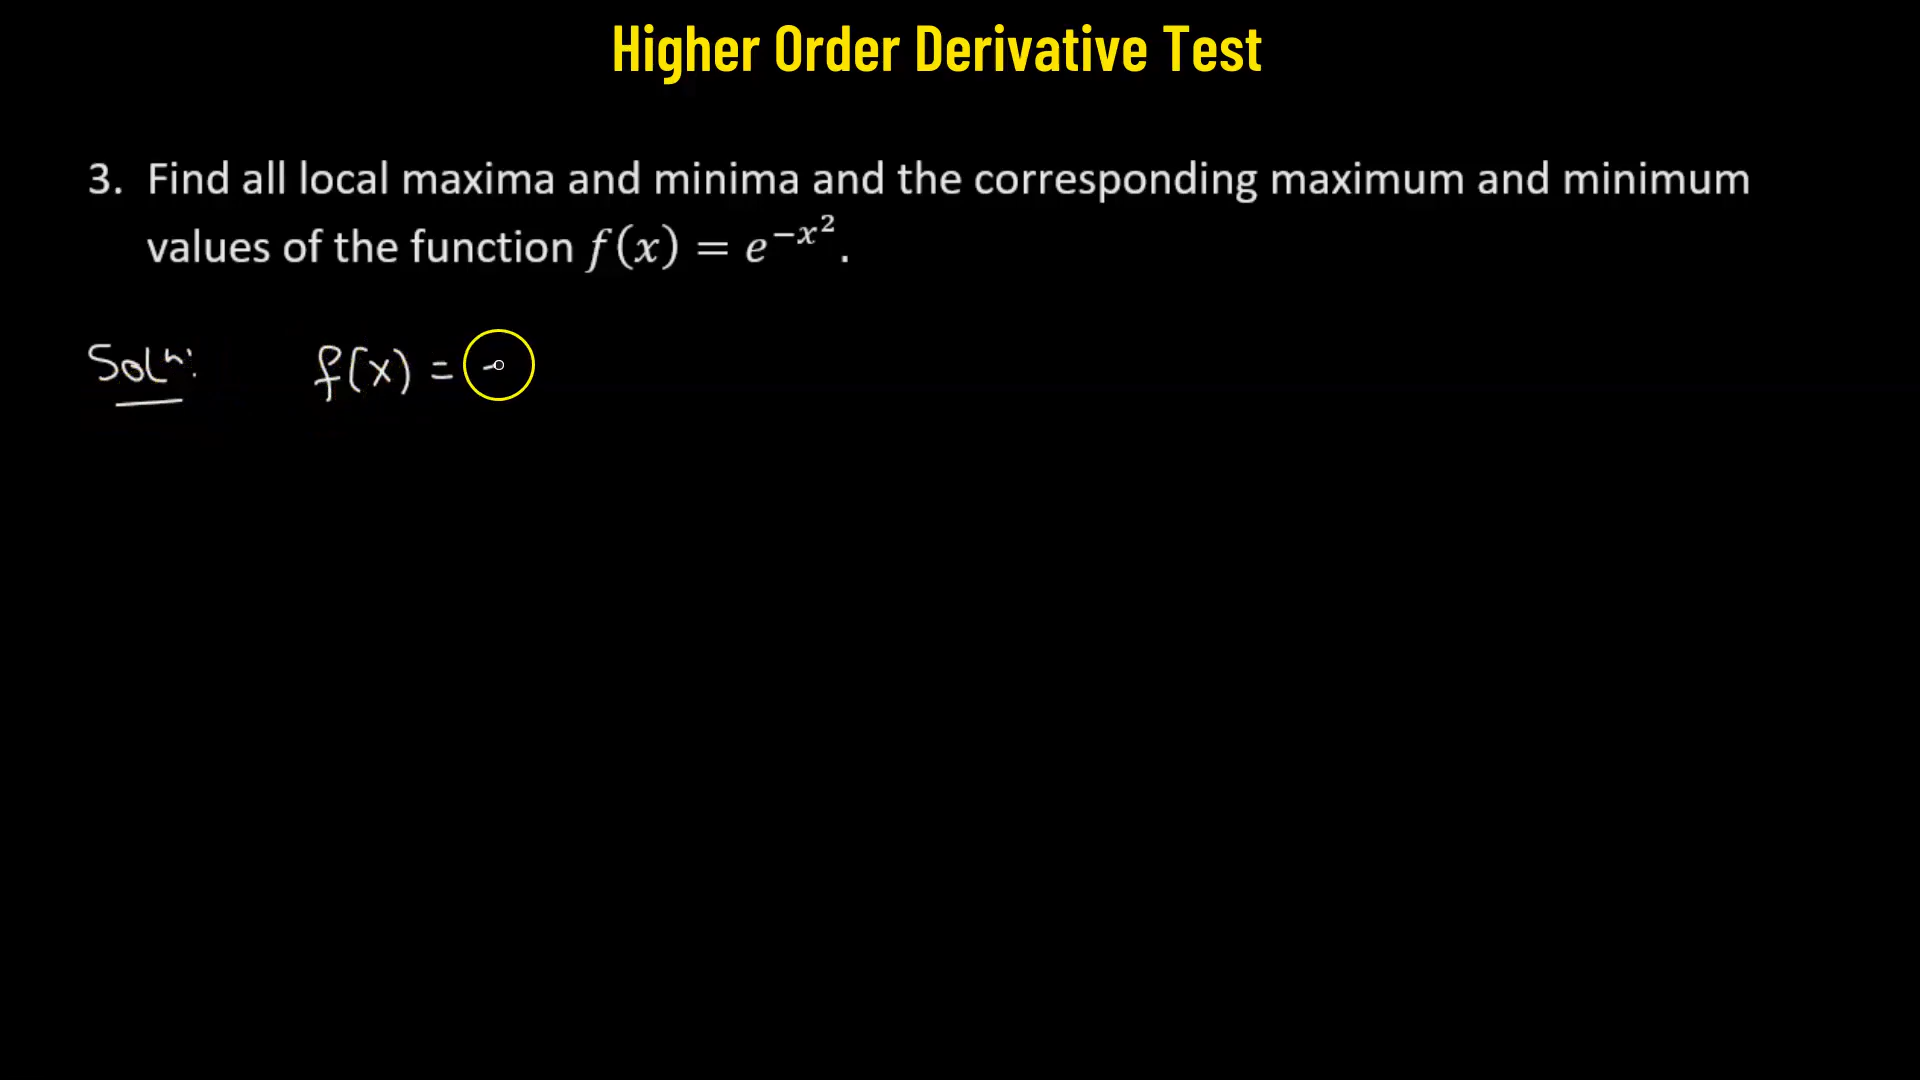 Higher Order Derivative Test
3. Find all local maxima and minima and the corresponding maximum and minimum
values of the function f(x) = e^{-x^2}.
Solⁿ: f(x) =